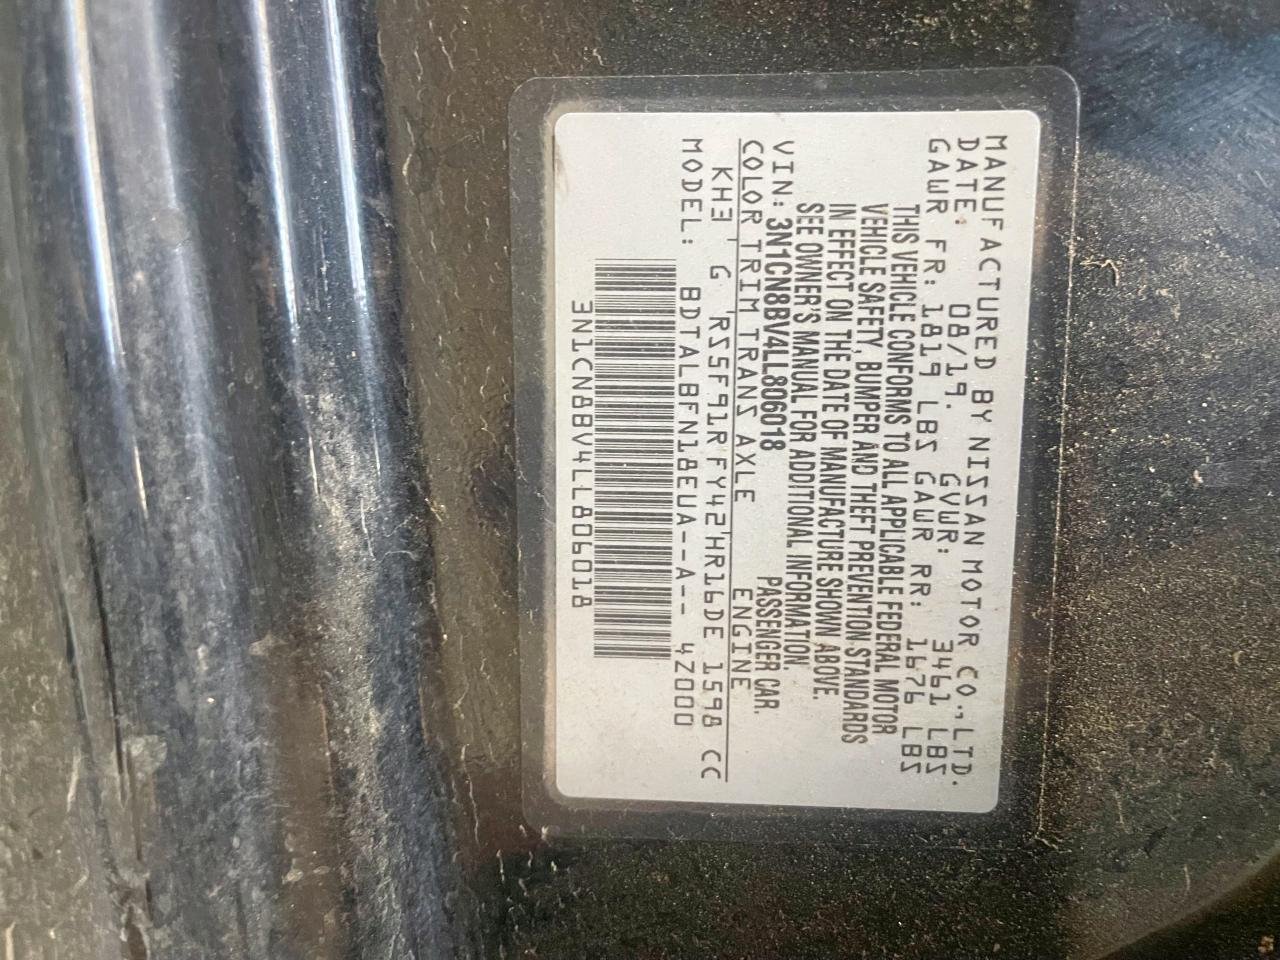 MANUFACTURED BY NISSAN MOTOR CO.,LTD.
DATE: 08/19. GVWR: 3461 LBS
GAWR FR: 1819 LBS GAWR RR: 1676 LBS
THIS VEHICLE CONFORMS TO ALL APPLICABLE FEDERAL MOTOR
VEHICLE SAFETY, BUMPER AND THEFT PREVENTION STANDARDS
IN EFFECT ON THE DATE OF MANUFACTURE SHOWN ABOVE.
SEE OWNER'S MANUAL FOR ADDITIONAL INFORMATION.
VIN: 3N1CN8BV4LL806018 PASSENGER CAR.
COLOR TRIM TRANS AXLE ENGINE
KH3 ' G 'RS5F91R FY42'HR16DE 1598 CC
MODEL: BDTALBFN18EUA--A-- 4Z000
3N1CN8BV4LL806018